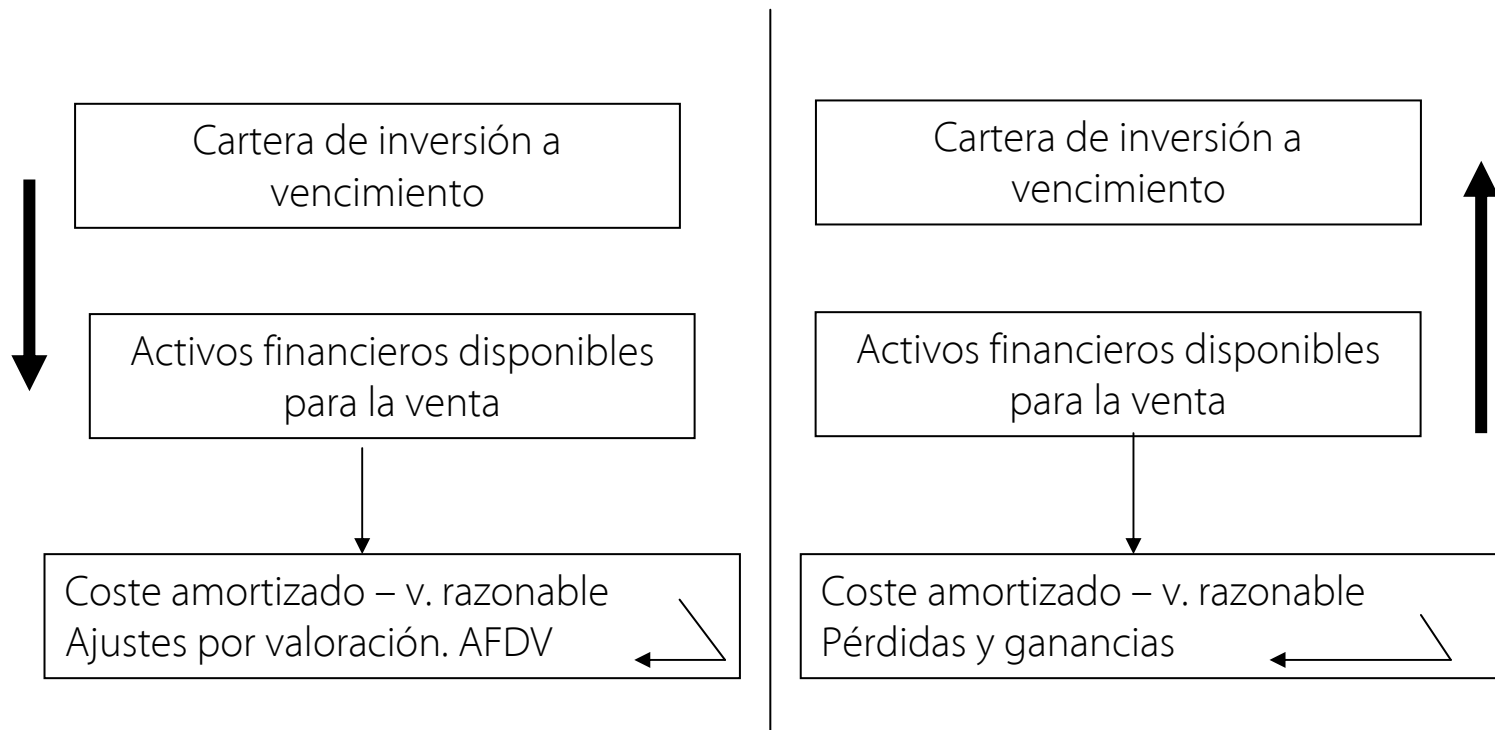 Cartera de inversión a
vencimiento
Activos financieros disponibles
para la venta
Coste amortizado – v. razonable
Ajustes por valoración. AFDV
Cartera de inversión a
vencimiento
Activos financieros disponibles
para la venta
Coste amortizado – v. razonable
Pérdidas y ganancias